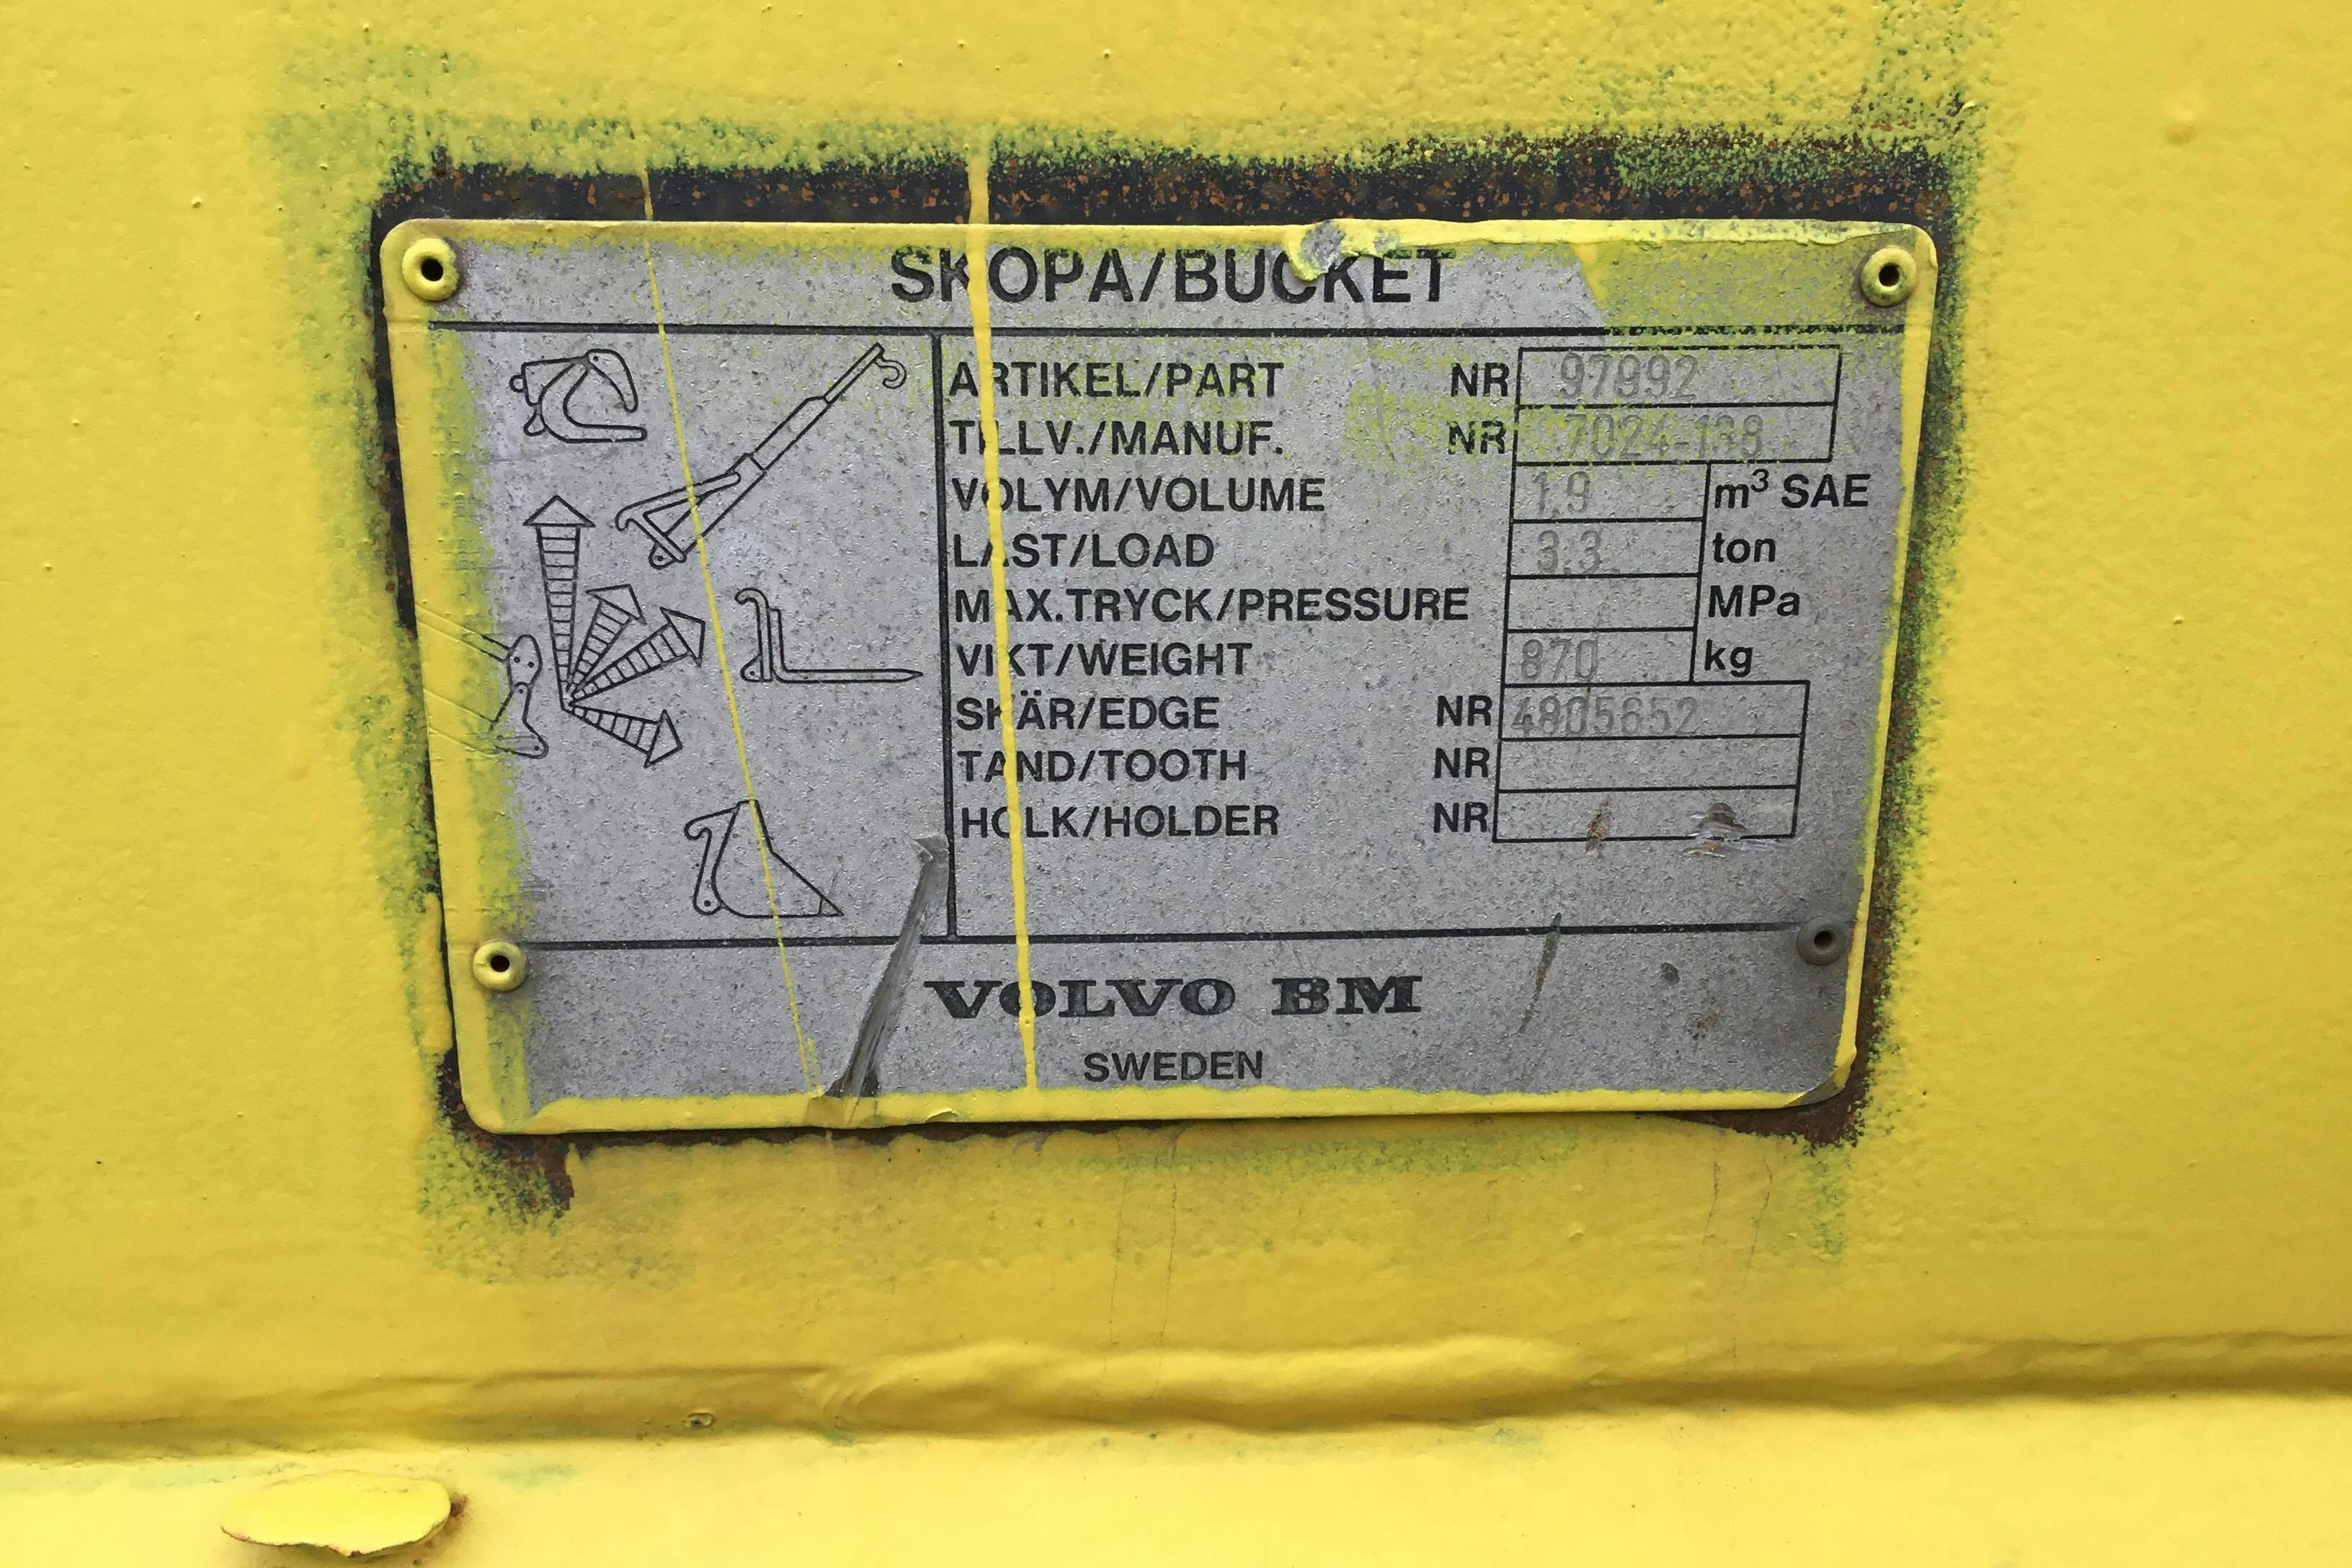 SKOPA/BUCKET
ARTIKEL/PART NR 97992
TILLV./MANUF. NR 7024-138
VOLYM/VOLUME 1,9 m³ SAE
LAST/LOAD 3,3 ton
MAX.TRYCK/PRESSURE MPa
VIKT/WEIGHT 870 kg
SKÄR/EDGE NR 4805652
TAND/TOOTH NR
HOLK/HOLDER NR
VOLVO BM
SWEDEN